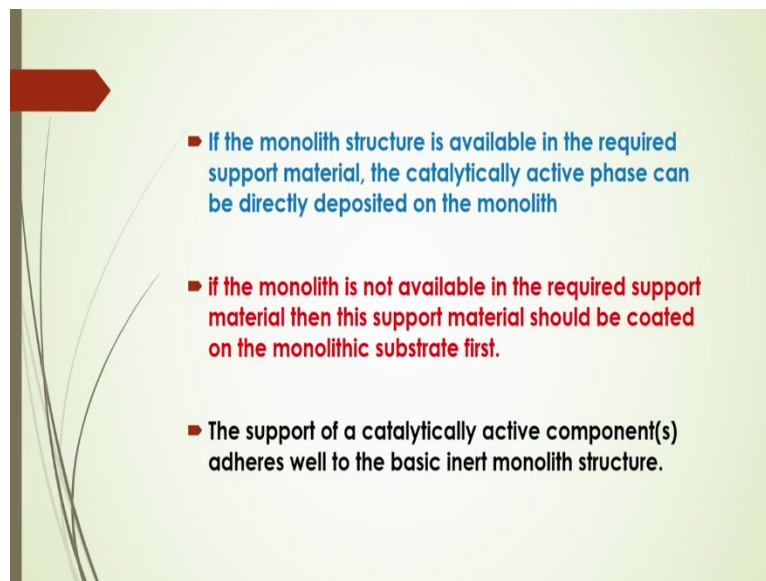 If the monolith structure is available in the required
support material, the catalytically active phase can
be directly deposited on the monolith
if the monolith is not available in the required support
material then this support material should be coated
on the monolithic substrate first.
The support of a catalytically active component(s)
adheres well to the basic inert monolith structure.